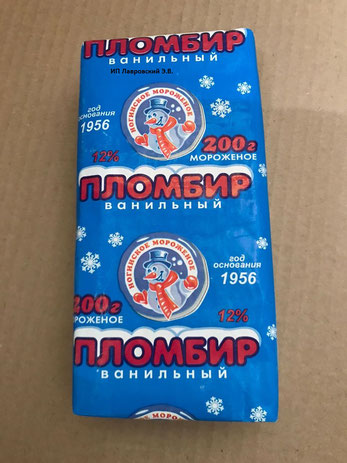 ПЛОМБИР
ванильный
ИП Лавровский Э.В.
НОГИНСКОЕ МОРОЖЕНОЕ
год
основания
1956
12%
200г
МОРОЖЕНОЕ
ПЛОМБИР
ванильный
НОГИНСКОЕ МОРОЖЕНОЕ
год
основания
1956
200г
МОРОЖЕНОЕ
12%
ПЛОМБИР
ванильный